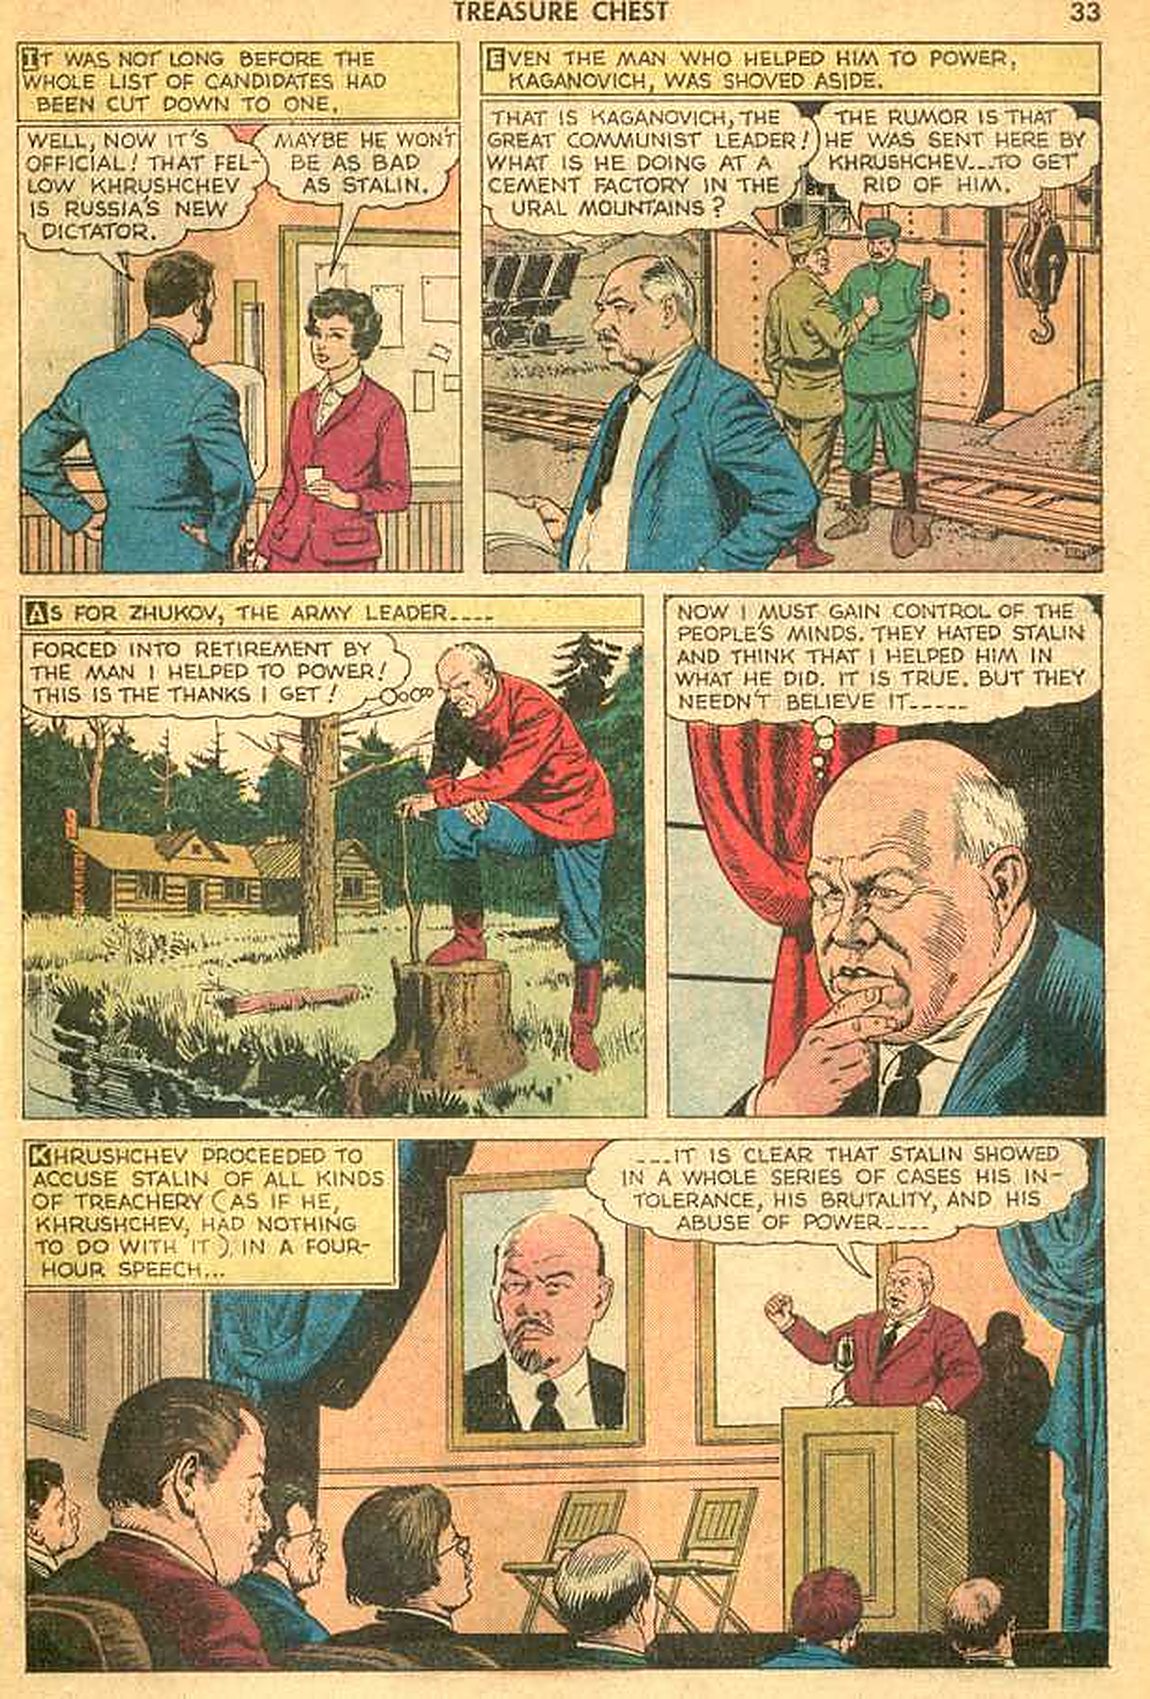 TREASURE CHEST
33
IT WAS NOT LONG BEFORE THE
WHOLE LIST OF CANDIDATES HAD
BEEN CUT DOWN TO ONE.
WELL, NOW IT'S
OFFICIAL! THAT FEL-
LOW KHRUSHCHEV
IS RUSSIA'S NEW
DICTATOR.
MAYBE HE WON'T
BE AS BAD
AS STALIN.
EVEN THE MAN WHO HELPED HIM TO POWER,
KAGANOVICH, WAS SHOVED ASIDE.
THAT IS KAGANOVICH, THE
GREAT COMMUNIST LEADER!
WHAT IS HE DOING AT A
CEMENT FACTORY IN THE
URAL MOUNTAINS?
THE RUMOR IS THAT
HE WAS SENT HERE BY
KHRUSHCHEV...TO GET
RID OF HIM.
AS FOR ZHUKOV, THE ARMY LEADER....
FORCED INTO RETIREMENT BY
THE MAN I HELPED TO POWER!
THIS IS THE THANKS I GET!
NOW I MUST GAIN CONTROL OF THE
PEOPLE'S MINDS. THEY HATED STALIN
AND THINK THAT I HELPED HIM IN
WHAT HE DID. IT IS TRUE. BUT THEY
NEEDN'T BELIEVE IT.....
KHRUSHCHEV PROCEEDED TO
ACCUSE STALIN OF ALL KINDS
OF TREACHERY (AS IF HE,
KHRUSHCHEV, HAD NOTHING
TO DO WITH IT) IN A FOUR-
HOUR SPEECH...
...IT IS CLEAR THAT STALIN SHOWED
IN A WHOLE SERIES OF CASES HIS IN-
TOLERANCE, HIS BRUTALITY, AND HIS
ABUSE OF POWER....